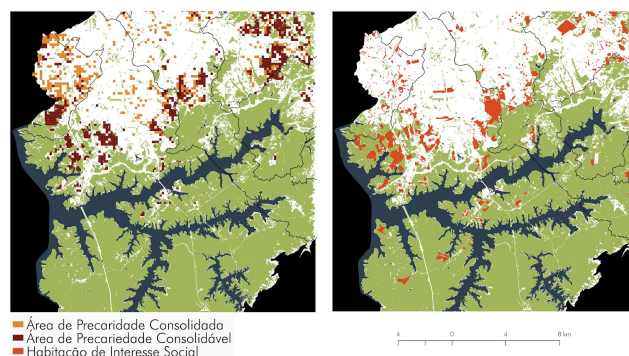 Área de Precaridade Consolidada
Área de Precariedade Consolidável
Habitação de Interesse Social
4 0 4 8 km